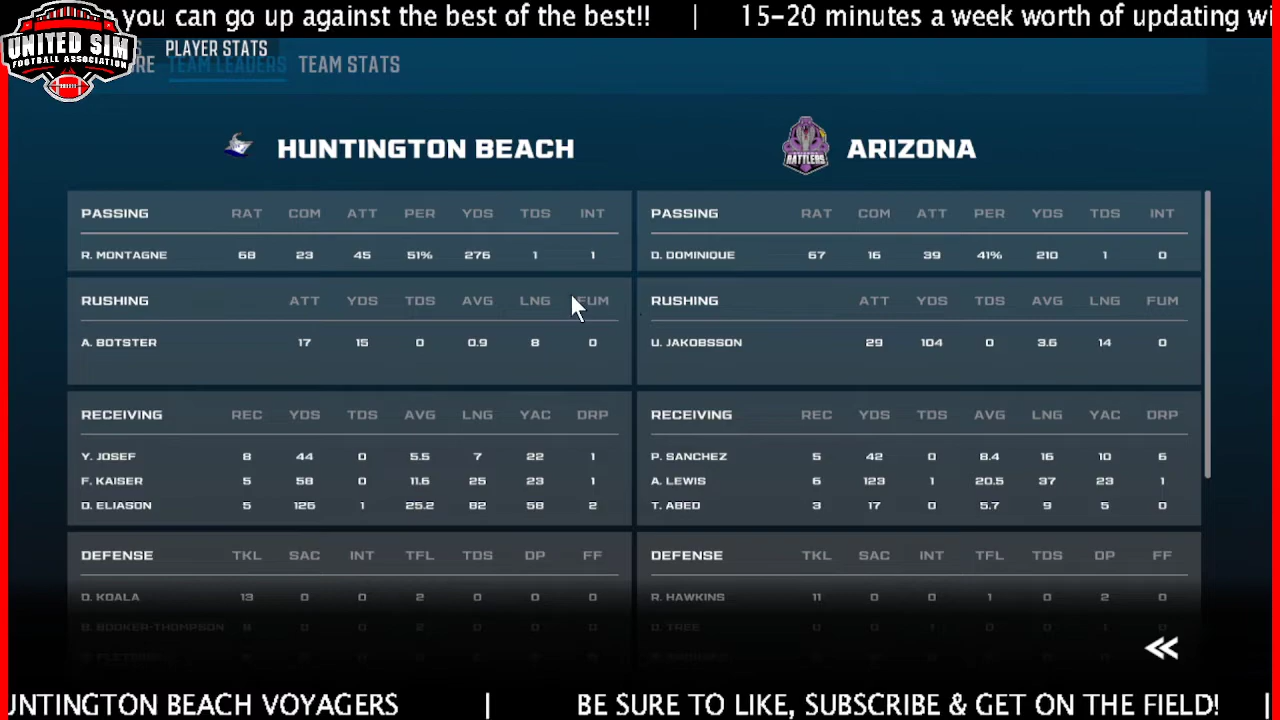 you can go up against the best of the best!! | 15-20 minutes a week worth of updating wi
UNITED SIM
FOOTBALL ASSOCIATION
PLAYER STATS
TEAM LEADERS TEAM STATS
HUNTINGTON BEACH
RATTLERS
ARIZONA
PASSING RAT COM ATT PER YDS TDS INT
R. MONTAGNE 68 23 45 51% 276 1 1
RUSHING ATT YDS TDS AVG LNG FUM
A. BOTSTER 17 15 0 0.9 8 0
RECEIVING REC YDS TDS AVG LNG YAC DRP
Y. JOSEF 8 44 0 5.5 7 22 1
F. KAISER 5 58 0 11.6 25 23 1
D. ELIASON 5 126 1 25.2 82 58 2
DEFENSE TKL SAC INT TFL TDS DP FF
D. KOALA 13 0 0 2 0 0 0
B. BOOKER-THOMPSON 8 0 0 2 0 0 0
PASSING RAT COM ATT PER YDS TDS INT
D. DOMINIQUE 67 16 39 41% 210 1 0
RUSHING ATT YDS TDS AVG LNG FUM
U. JAKOBSSON 29 104 0 3.6 14 0
RECEIVING REC YDS TDS AVG LNG YAC DRP
P. SANCHEZ 5 42 0 8.4 16 10 6
A. LEWIS 6 123 1 20.5 37 23 1
T. ABED 3 17 0 5.7 9 5 0
DEFENSE TKL SAC INT TFL TDS DP FF
R. HAWKINS 11 0 0 1 0 2 0
D. TREE
UNTINGTON BEACH VOYAGERS | BE SURE TO LIKE, SUBSCRIBE & GET ON THE FIELD! |